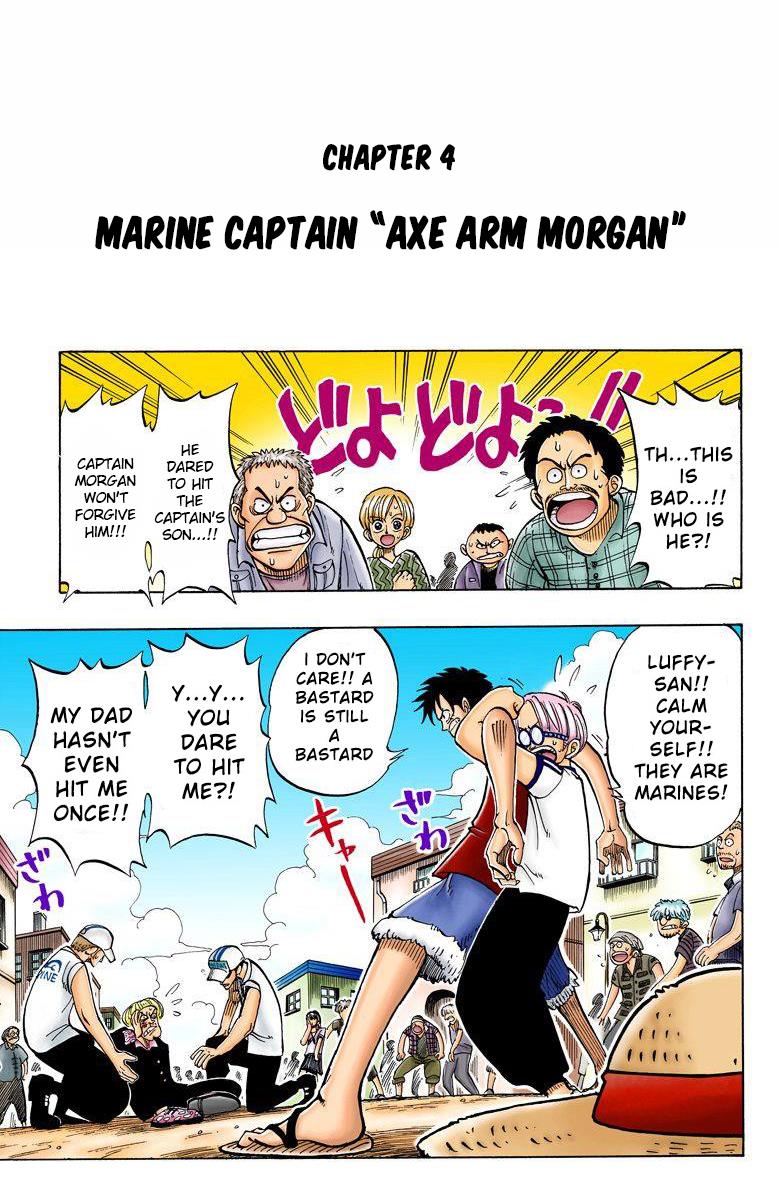 CHAPTER 4
MARINE CAPTAIN "AXE ARM MORGAN"
TH...THIS
IS
BAD...!!
WHO IS
HE?!
どよどよっ!!
HE
DARED
TO HIT
THE
CAPTAIN'S
SON...!!
CAPTAIN
MORGAN
WON'T
FORGIVE
HIM!!!
LUFFY-
SAN!!
CALM
YOUR-
SELF!!
THEY ARE
MARINES!
I DON'T
CARE!! A
BASTARD
IS STILL
A
BASTARD
ざわ
キャー
Y...Y...
YOU
DARE
TO HIT
ME?!
MY DAD
HASN'T
EVEN
HIT ME
ONCE!!
ざわ